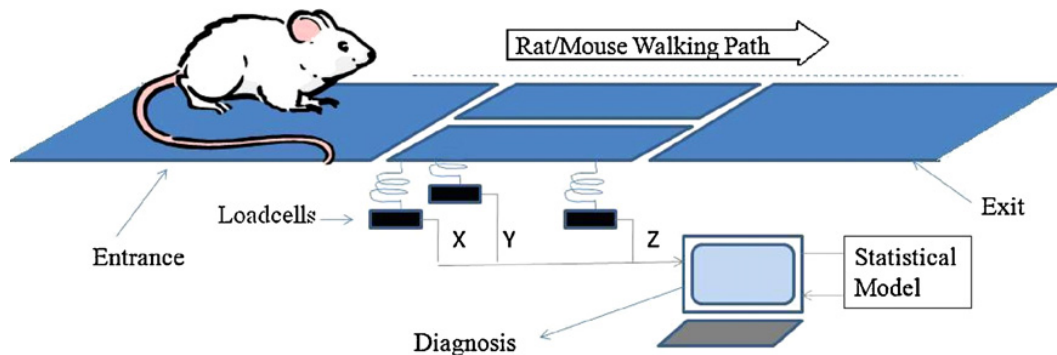 Rat/Mouse Walking Path
Loadcells
X
Y
Z
Exit
Entrance
Statistical
Model
Diagnosis